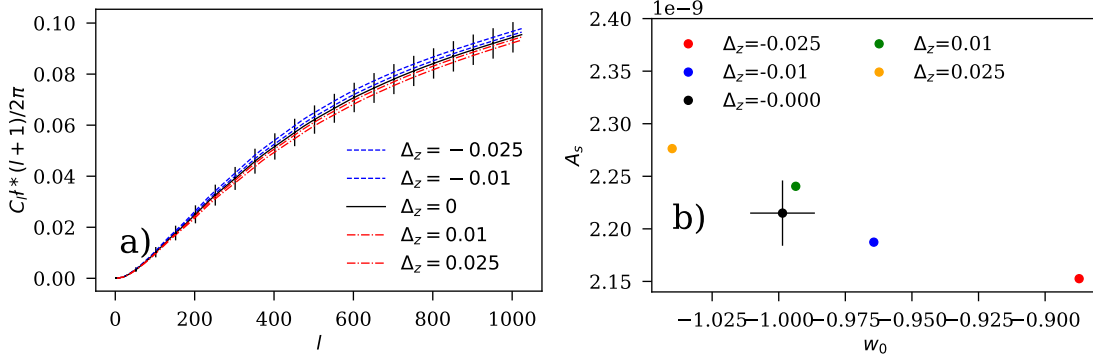 0.10
0.08
0.06
0.04
0.02
0.00
C_l l * (l + 1)/2π
a)
Δ_z = − 0.025
Δ_z = − 0.01
Δ_z = 0
Δ_z = 0.01
Δ_z = 0.025
0 200 400 600 800 1000
l
1e−9
2.40
2.35
2.30
2.25
2.20
2.15
A_s
Δ_z=-0.025
Δ_z=-0.01
Δ_z=-0.000
Δ_z=0.01
Δ_z=0.025
b)
−1.025 −1.000 −0.975 −0.950 −0.925 −0.900
w_0